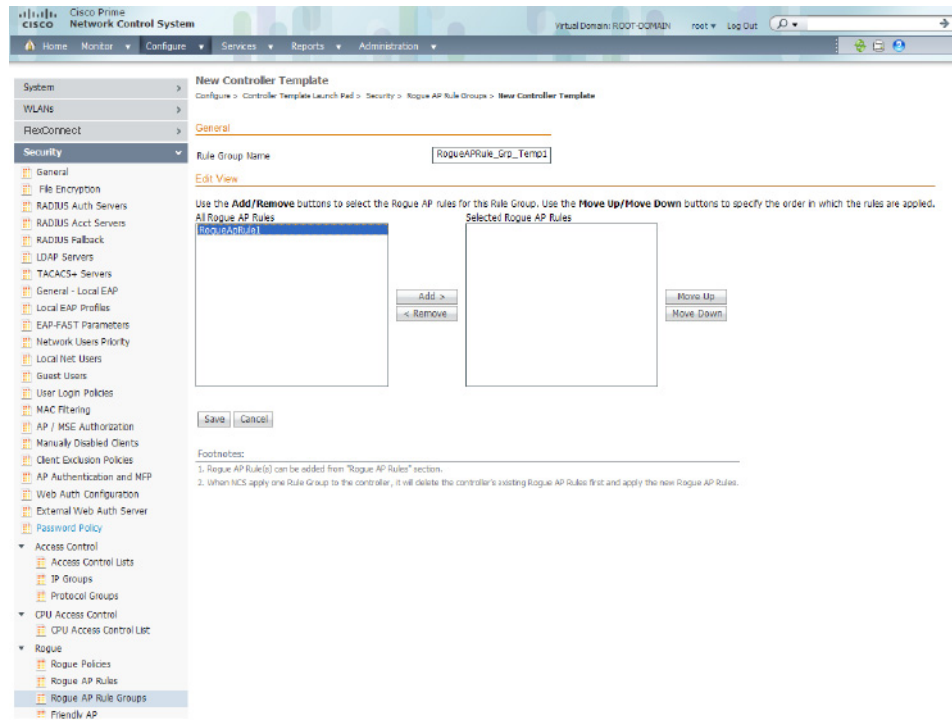 Cisco Prime
CISCO Network Control System
Virtual Domain: ROOT-DOMAIN root Log Out
Home Monitor Configure Services Reports Administration
System
WLANs
FlexConnect
Security
General
File Encryption
RADIUS Auth Servers
RADIUS Acct Servers
RADIUS Fallback
LDAP Servers
TACACS+ Servers
General - Local EAP
Local EAP Profiles
EAP-FAST Parameters
Network Users Priority
Local Net Users
Guest Users
User Login Policies
MAC Filtering
AP / MSE Authorization
Manually Disabled Clients
Client Exclusion Policies
AP Authentication and MFP
Web Auth Configuration
External Web Auth Server
Password Policy
Access Control
Access Control Lists
IP Groups
Protocol Groups
CPU Access Control
CPU Access Control List
Rogue
Rogue Policies
Rogue AP Rules
Rogue AP Rule Groups
Friendly AP
New Controller Template
Configure > Controller Template Launch Pad > Security > Rogue AP Rule Groups > New Controller Template
General
Rule Group Name RogueAPRule_Grp_Temp1
Edit View
Use the Add/Remove buttons to select the Rogue AP rules for this Rule Group. Use the Move Up/Move Down buttons to specify the order in which the rules are applied.
All Rogue AP Rules Selected Rogue AP Rules
RogueApRule1
Add > Move Up
< Remove Move Down
Save Cancel
Footnotes:
1. Rogue AP Rule(s) can be added from "Rogue AP Rules" section.
2. When NCS apply one Rule Group to the controller, it will delete the controller's existing Rogue AP Rules first and apply the new Rogue AP Rules.